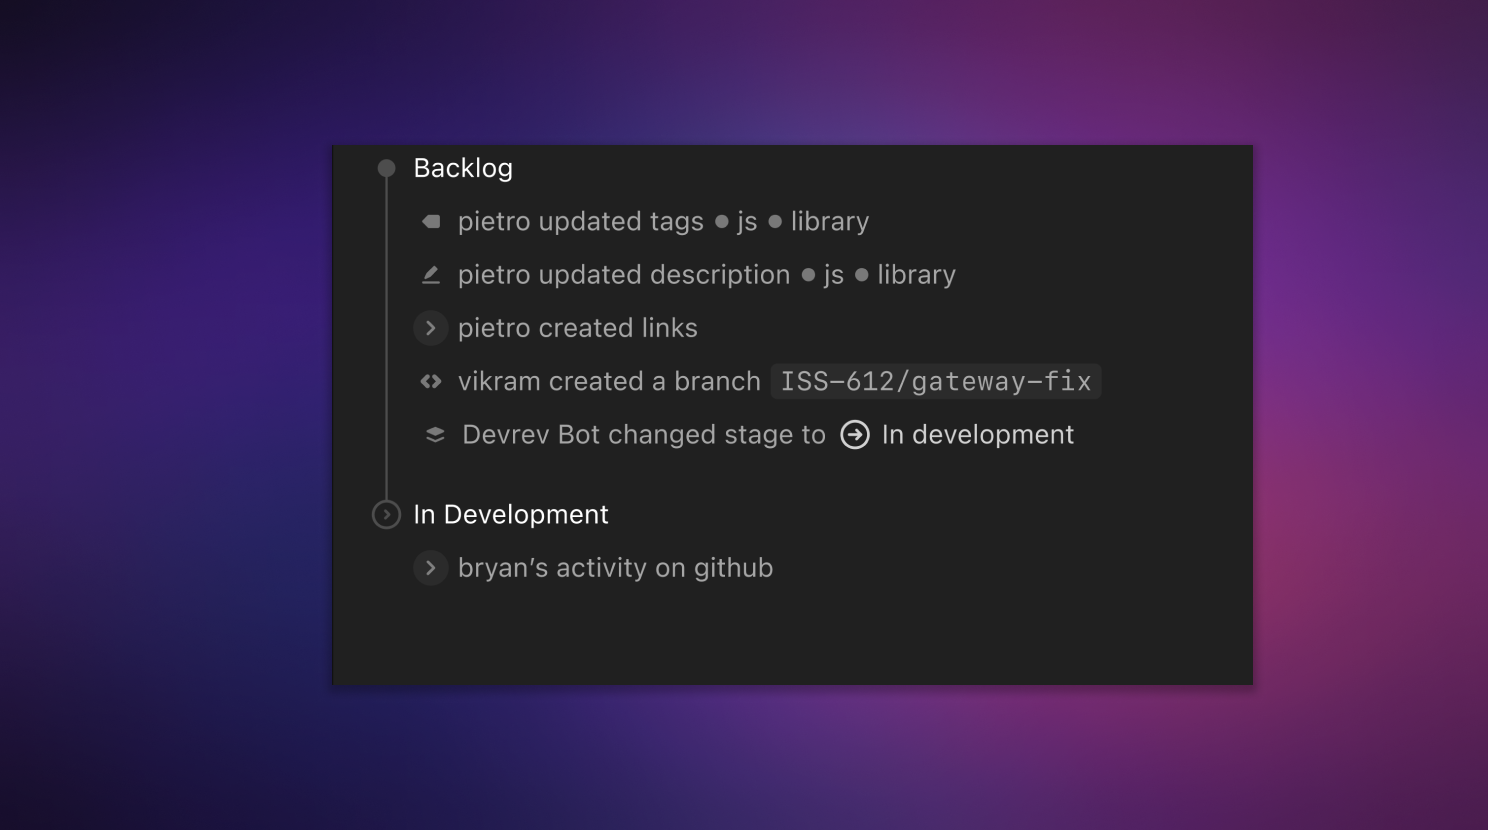 Backlog
pietro updated tags js library
pietro updated description js library
pietro created links
vikram created a branch ISS-612/gateway-fix
Devrev Bot changed stage to In development
In Development
bryan’s activity on github